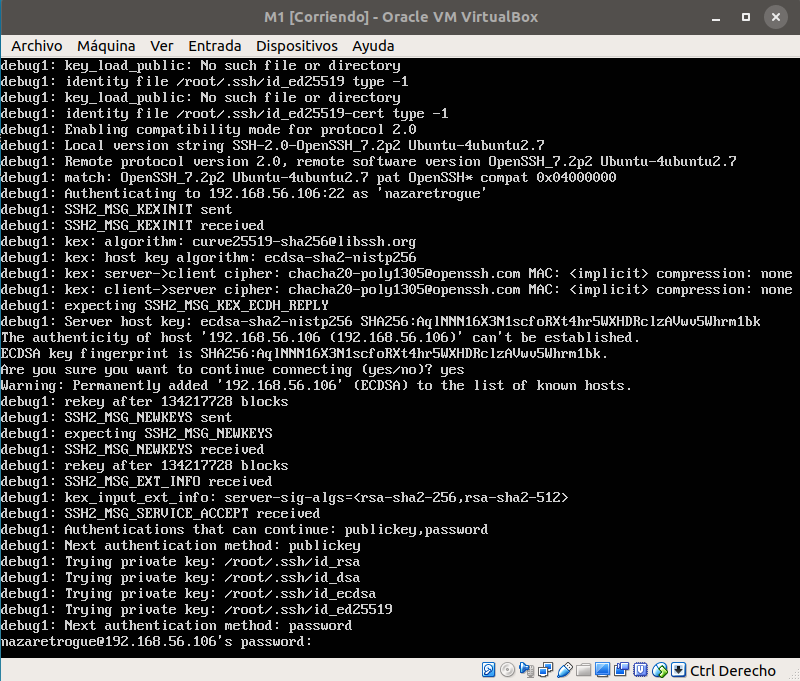 M1 [Corriendo] - Oracle VM VirtualBox
Archivo Máquina Ver Entrada Dispositivos Ayuda
debug1: key_load_public: No such file or directory
debug1: identity file /root/.ssh/id_ed25519 type -1
debug1: key_load_public: No such file or directory
debug1: identity file /root/.ssh/id_ed25519-cert type -1
debug1: Enabling compatibility mode for protocol 2.0
debug1: Local version string SSH-2.0-OpenSSH_7.2p2 Ubuntu-4ubuntu2.7
debug1: Remote protocol version 2.0, remote software version OpenSSH_7.2p2 Ubuntu-4ubuntu2.7
debug1: match: OpenSSH_7.2p2 Ubuntu-4ubuntu2.7 pat OpenSSH* compat 0x04000000
debug1: Authenticating to 192.168.56.106:22 as 'nazaretrogue'
debug1: SSH2_MSG_KEXINIT sent
debug1: SSH2_MSG_KEXINIT received
debug1: kex: algorithm: curve25519-sha256@libssh.org
debug1: kex: host key algorithm: ecdsa-sha2-nistp256
debug1: kex: server->client cipher: chacha20-poly1305@openssh.com MAC: <implicit> compression: none
debug1: kex: client->server cipher: chacha20-poly1305@openssh.com MAC: <implicit> compression: none
debug1: expecting SSH2_MSG_KEX_ECDH_REPLY
debug1: Server host key: ecdsa-sha2-nistp256 SHA256:AqlNNN16X3N1scfoRXt4hr5WXHDRclzAVwv5Whrm1bk
The authenticity of host '192.168.56.106 (192.168.56.106)' can't be established.
ECDSA key fingerprint is SHA256:AqlNNN16X3N1scfoRXt4hr5WXHDRclzAVwv5Whrm1bk.
Are you sure you want to continue connecting (yes/no)? yes
Warning: Permanently added '192.168.56.106' (ECDSA) to the list of known hosts.
debug1: rekey after 134217728 blocks
debug1: SSH2_MSG_NEWKEYS sent
debug1: expecting SSH2_MSG_NEWKEYS
debug1: SSH2_MSG_NEWKEYS received
debug1: rekey after 134217728 blocks
debug1: SSH2_MSG_EXT_INFO received
debug1: kex_input_ext_info: server-sig-algs=<rsa-sha2-256,rsa-sha2-512>
debug1: SSH2_MSG_SERVICE_ACCEPT received
debug1: Authentications that can continue: publickey,password
debug1: Next authentication method: publickey
debug1: Trying private key: /root/.ssh/id_rsa
debug1: Trying private key: /root/.ssh/id_dsa
debug1: Trying private key: /root/.ssh/id_ecdsa
debug1: Trying private key: /root/.ssh/id_ed25519
debug1: Next authentication method: password
nazaretrogue@192.168.56.106's password:
Ctrl Derecho